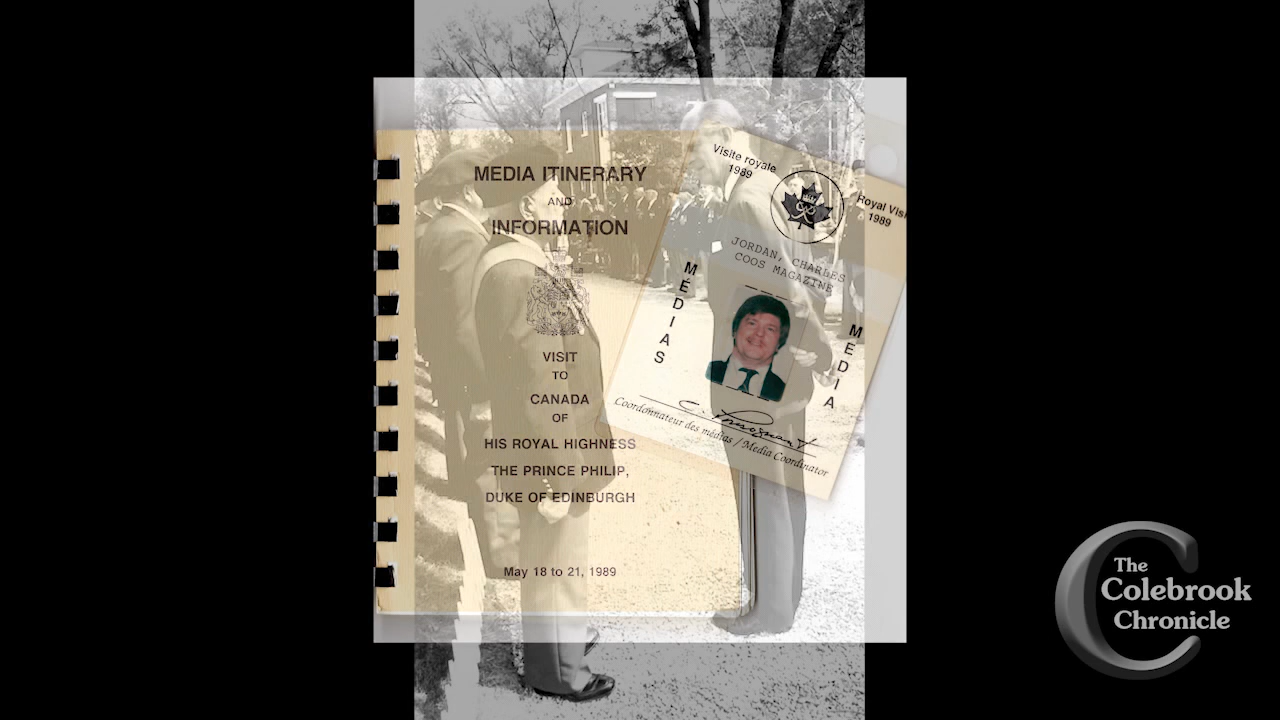 MEDIA ITINERARY
AND
INFORMATION
VISIT
TO
CANADA
OF
HIS ROYAL HIGHNESS
THE PRINCE PHILIP,
DUKE OF EDINBURGH
May 18 to 21, 1989
Visite royale
1989
Royal Vis
1989
JORDAN, CHARLES
COOS MAGAZINE
MÉDIAS
MEDIA
Coordonnateur des médias / Media Coordinator
The
Colebrook
Chronicle